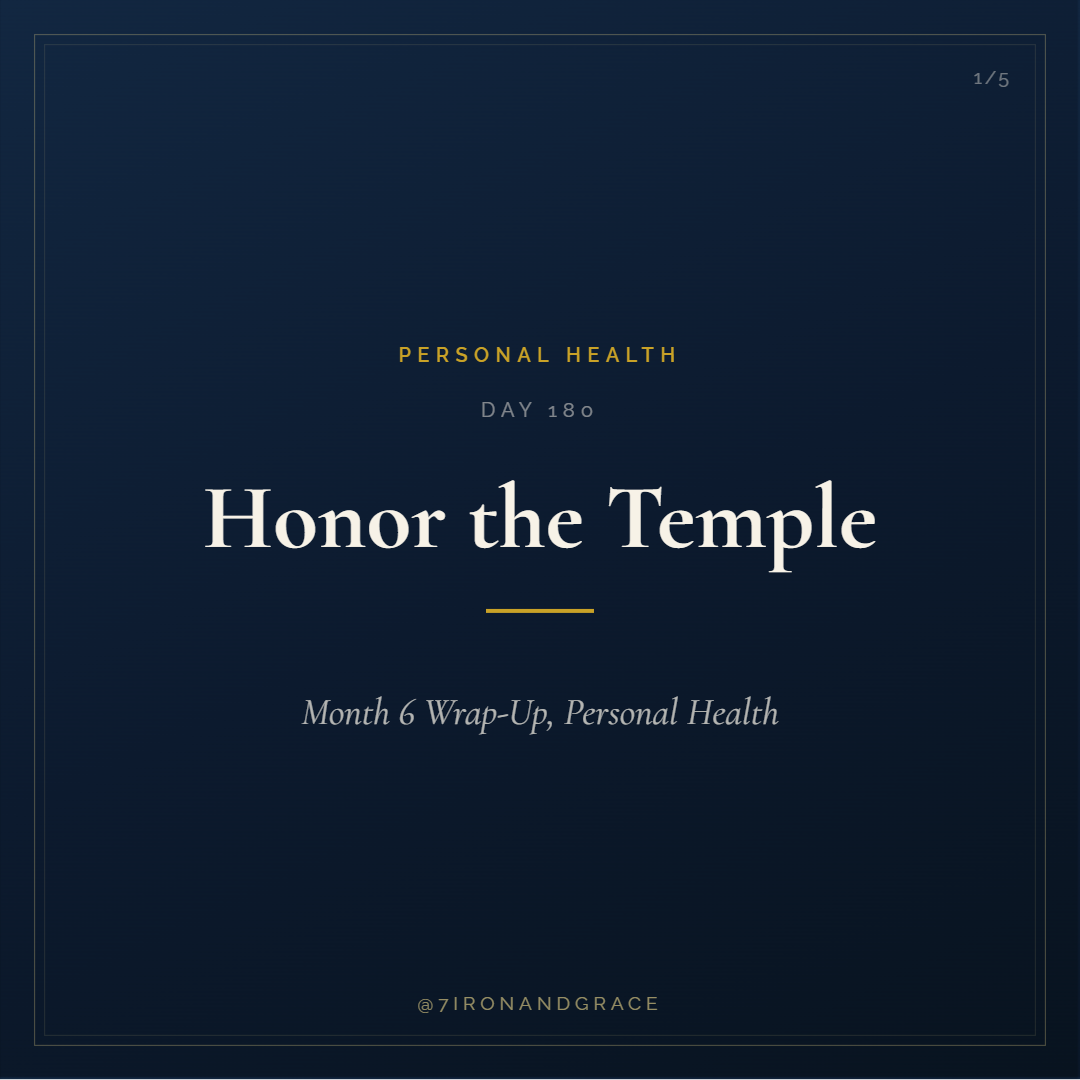 1/5
PERSONAL HEALTH
DAY 180
Honor the Temple
Month 6 Wrap-Up, Personal Health
@7IRONANDGRACE